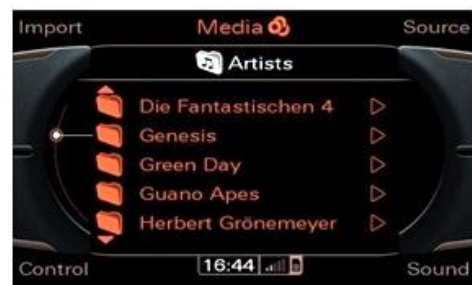 Import Media Source
Artists
Die Fantastischen 4
Genesis
Green Day
Guano Apes
Herbert Grönemeyer
Control 16:44 Sound